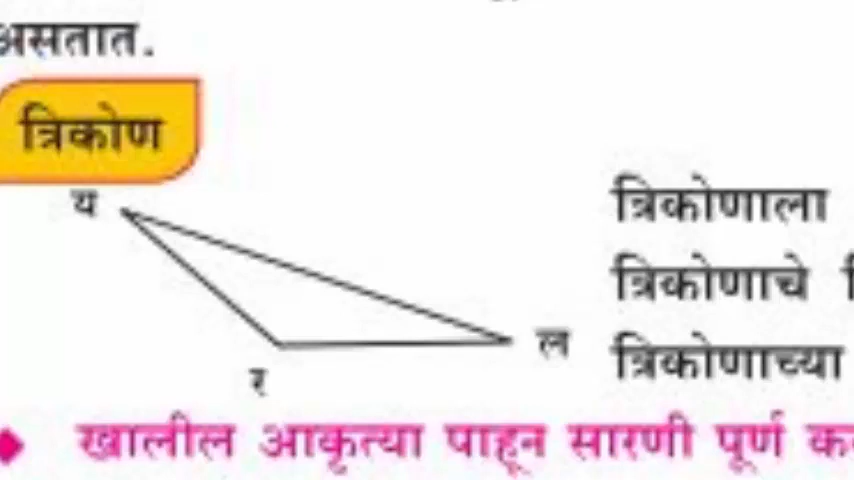 असतात.
त्रिकोण
य
त्रिकोणाला
त्रिकोणाचे
ल
त्रिकोणाच्या
र
खालील आकृत्या पाहून सारणी पूर्ण